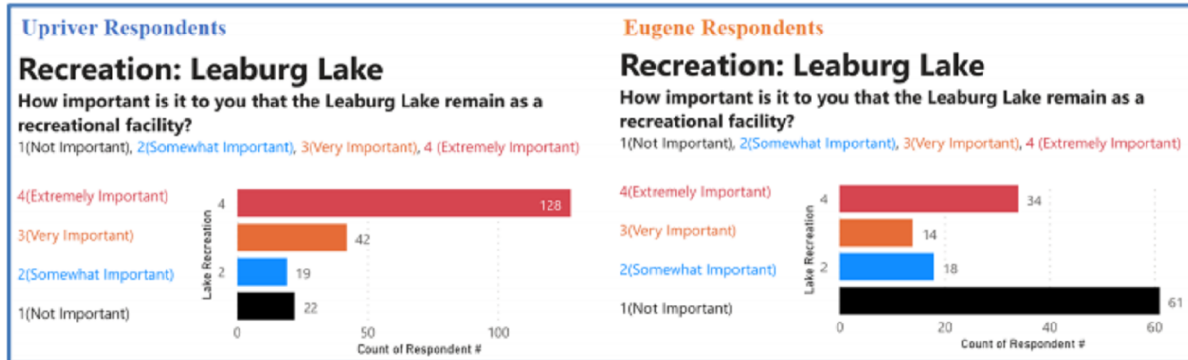 Upriver Respondents
Recreation: Leaburg Lake
How important is it to you that the Leaburg Lake remain as a
recreational facility?
1(Not Important), 2(Somewhat Important), 3(Very Important), 4 (Extremely Important)
4(Extremely Important)
3(Very Important)
2(Somewhat Important)
1(Not Important)
Lake Recreation
4
2
128
42
19
22
0
50
100
Count of Respondent #
Eugene Respondents
Recreation: Leaburg Lake
How important is it to you that the Leaburg Lake remain as a
recreational facility?
1(Not Important), 2(Somewhat Important), 3(Very Important), 4 (Extremely Important)
4(Extremely Important)
3(Very Important)
2(Somewhat Important)
1(Not Important)
Lake Recreation
4
2
34
14
18
61
0
20
40
60
Count of Respondent #